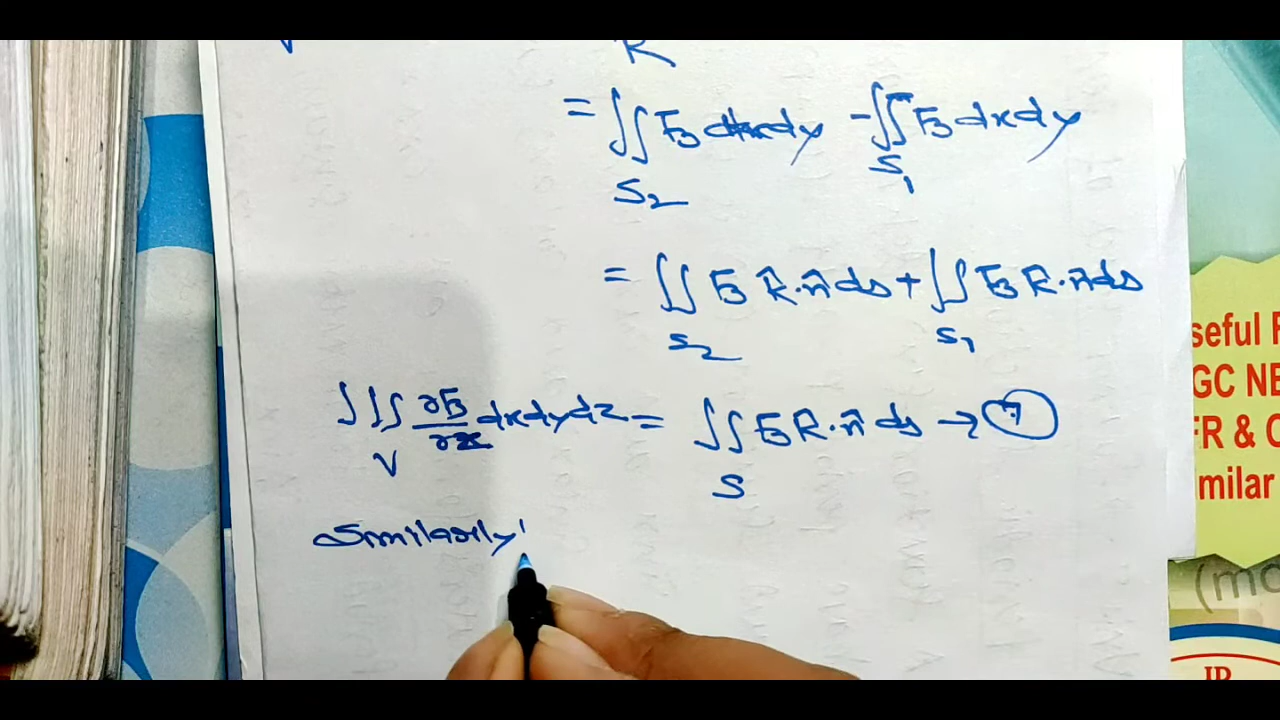 R
= ∬ F₃ dxdy - ∬ F₃ dxdy
S₂ S₁
= ∬ F₃ k̂·n̂ ds + ∬ F₃ k̂·n̂ ds
S₂ S₁
∭ ∂F₃/∂z dxdydz = ∬ F₃ k̂·n̂ ds → 7
V S
Similarly
seful
GC NE
FR &
milar
(mo